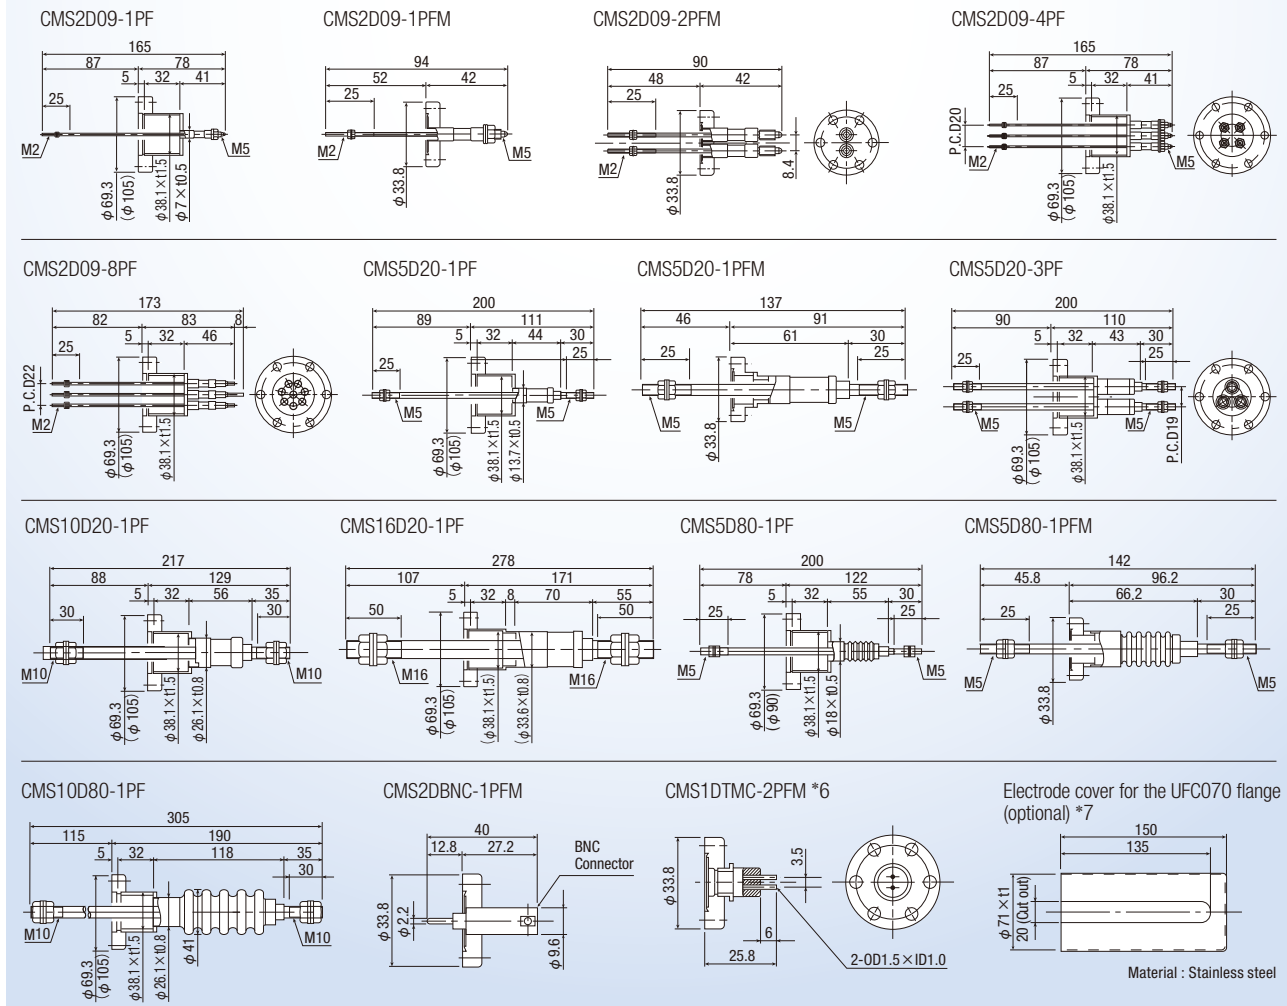 CMS2D09-1PF
165
87
78
5
32
41
25
M2
M5
φ69.3
(φ105)
φ38.1×t1.5
φ7×t0.5
CMS2D09-1PFM
94
52
42
25
M2
M5
φ33.8
CMS2D09-2PFM
90
48
42
25
M2
φ33.8
8.4
CMS2D09-4PF
165
87
78
5
32
41
25
P.C.D20
M2
M5
φ69.3
(φ105)
φ38.1×t1.5
CMS2D09-8PF
173
82
83
8
5
32
46
25
P.C.D22
M2
φ69.3
(φ105)
φ38.1×t1.5
CMS5D20-1PF
200
89
111
5
32
44
30
25
25
M5
M5
φ69.3
(φ105)
φ38.1×t1.5
φ13.7×t0.5
CMS5D20-1PFM
137
46
91
61
30
25
25
M5
M5
φ33.8
CMS5D20-3PF
200
90
110
5
32
43
30
25
25
M5
M5
P.C.D19
φ69.3
(φ105)
φ38.1×t1.5
CMS10D20-1PF
217
88
129
5
32
56
35
30
30
M10
M10
φ69.3
(φ105)
φ38.1×t1.5
φ26.1×t0.8
CMS16D20-1PF
278
107
171
5
32
8
70
55
50
50
M16
M16
φ69.3
(φ105)
(φ38.1×t1.5)
(φ33.6×t0.8)
CMS5D80-1PF
200
78
122
5
32
55
30
25
25
M5
M5
φ69.3
(φ90)
φ38.1×t1.5
φ18×t0.5
CMS5D80-1PFM
142
45.8
96.2
66.2
30
25
25
M5
M5
φ33.8
CMS10D80-1PF
305
115
190
5
32
118
35
30
M10
M10
φ69.3
(φ105)
φ38.1×t1.5
φ26.1×t0.8
φ41
CMS2DBNC-1PFM
40
12.8
27.2
BNC
Connector
φ33.8
φ2.2
φ9.6
CMS1DTMC-2PFM *6
φ33.8
3.5
6
25.8
2-OD1.5×ID1.0
Electrode cover for the UFC070 flange
(optional) *7
150
135
φ71×t1
20 (Cut out)
Material : Stainless steel